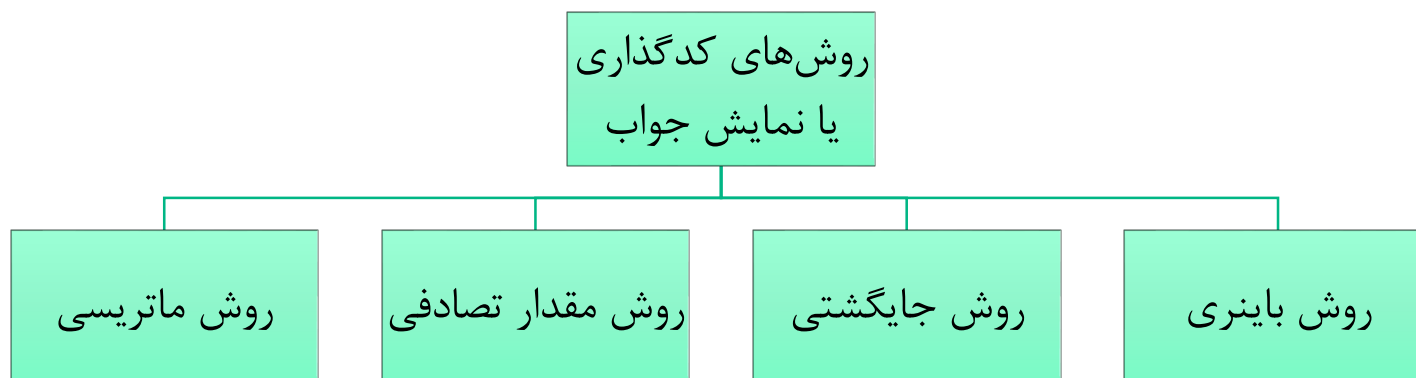 روش‌های کدگذاری
یا نمایش جواب
روش باینری
روش جایگشتی
روش مقدار تصادفی
روش ماتریسی